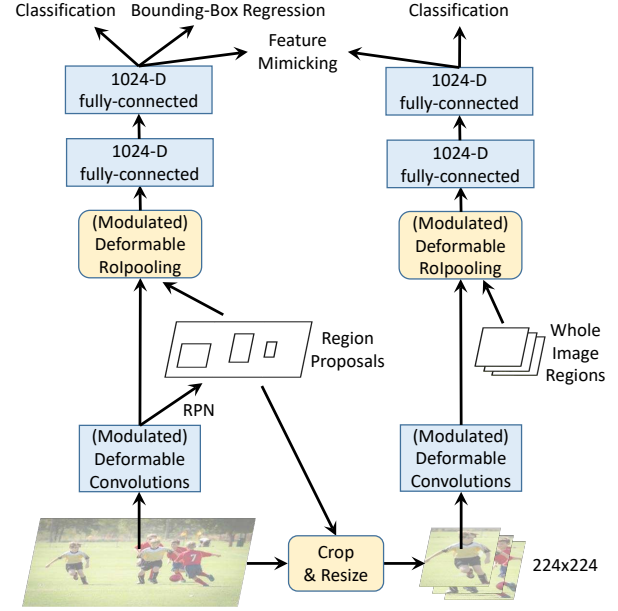 Classification
Bounding-Box Regression
Classification
Feature
Mimicking
1024-D
fully-connected
1024-D
fully-connected
1024-D
fully-connected
1024-D
fully-connected
(Modulated)
Deformable
RoIpooling
(Modulated)
Deformable
RoIpooling
Region
Proposals
Whole
Image
Regions
RPN
(Modulated)
Deformable
Convolutions
(Modulated)
Deformable
Convolutions
Crop
& Resize
224x224